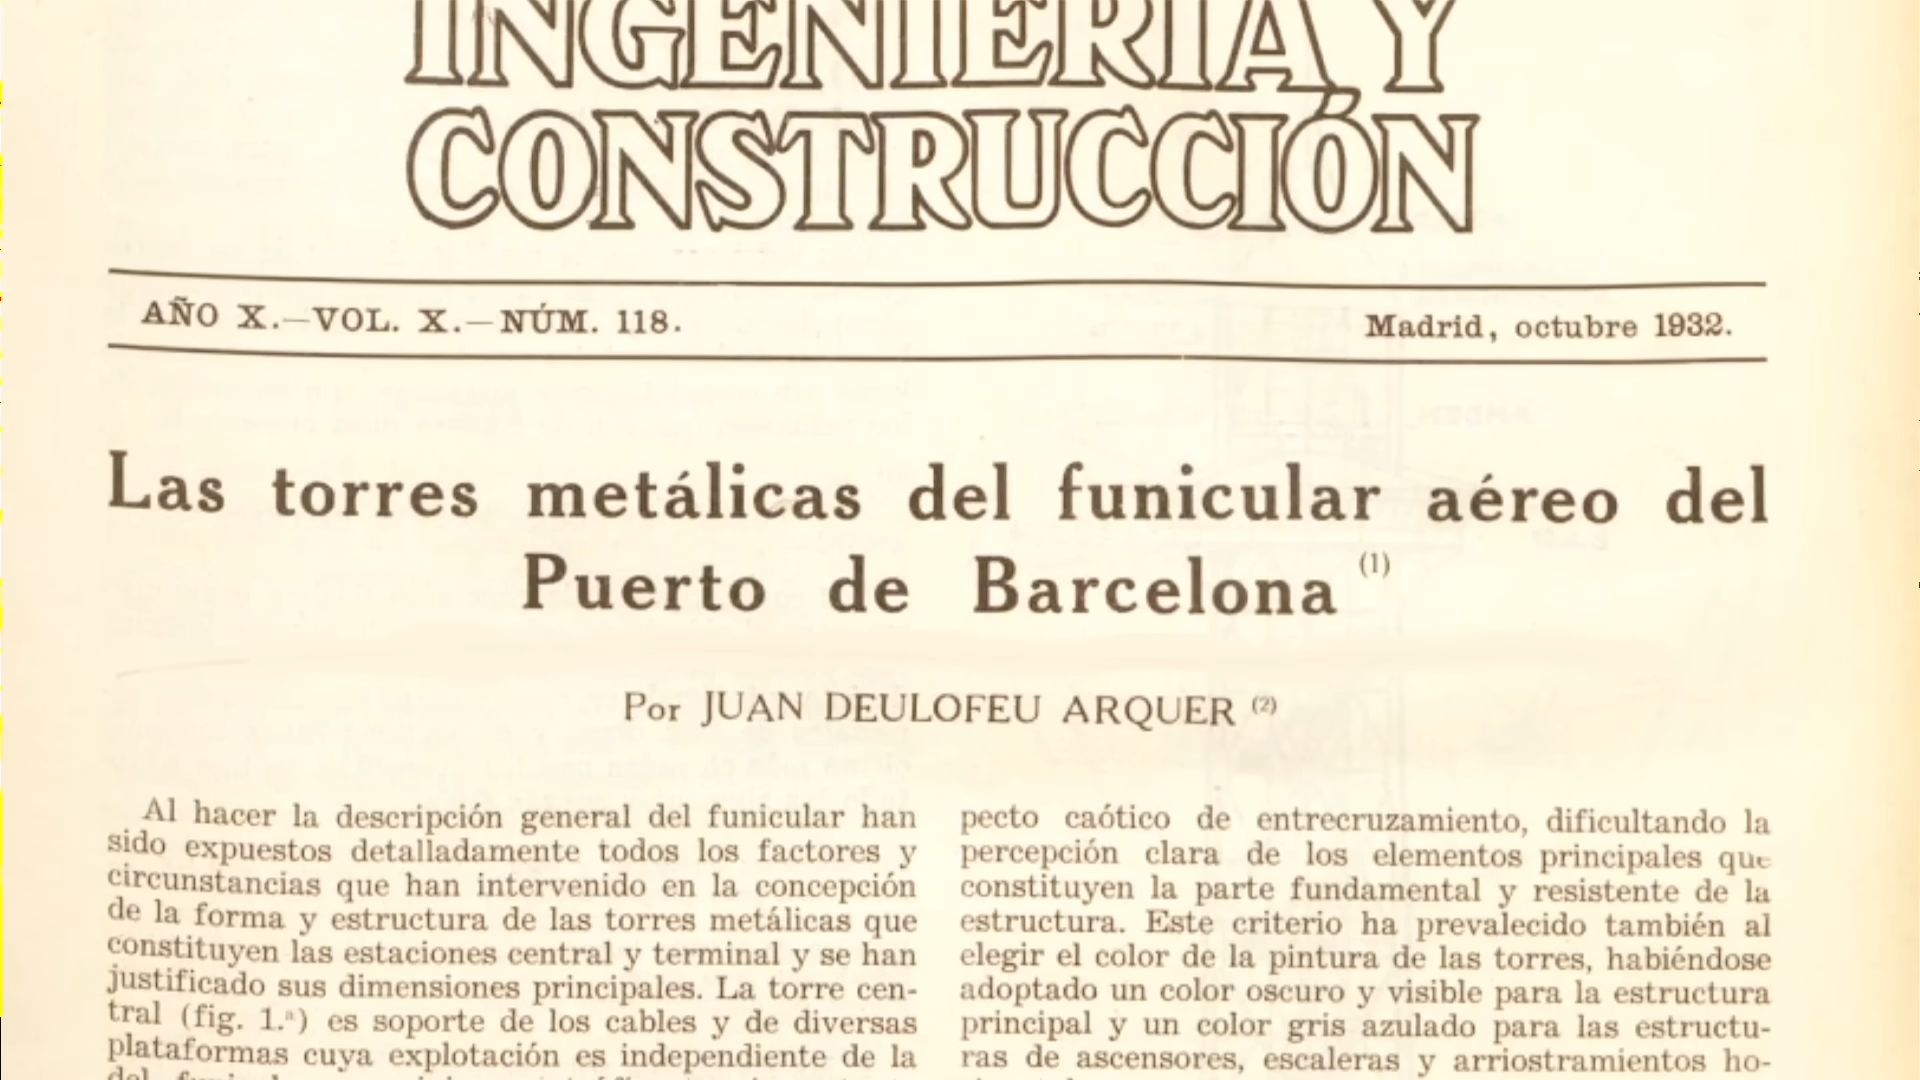 INGENIERÍA Y
CONSTRUCCIÓN
AÑO X.—VOL. X.—NÚM. 118.
Madrid, octubre 1932.
Las torres metálicas del funicular aéreo del
Puerto de Barcelona (1)
Por JUAN DEULOFEU ARQUER (2)
Al hacer la descripción general del funicular han
sido expuestos detalladamente todos los factores y
circunstancias que han intervenido en la concepción
de la forma y estructura de las torres metálicas que
constituyen las estaciones central y terminal y se han
justificado sus dimensiones principales. La torre cen-
tral (fig. 1.ª) es soporte de los cables y de diversas
plataformas cuya explotación es independiente de la
pecto caótico de entrecruzamiento, dificultando la
percepción clara de los elementos principales que
constituyen la parte fundamental y resistente de la
estructura. Este criterio ha prevalecido también al
elegir el color de la pintura de las torres, habiéndose
adoptado un color oscuro y visible para la estructura
principal y un color gris azulado para las estructu-
ras de ascensores, escaleras y arriostramientos ho-